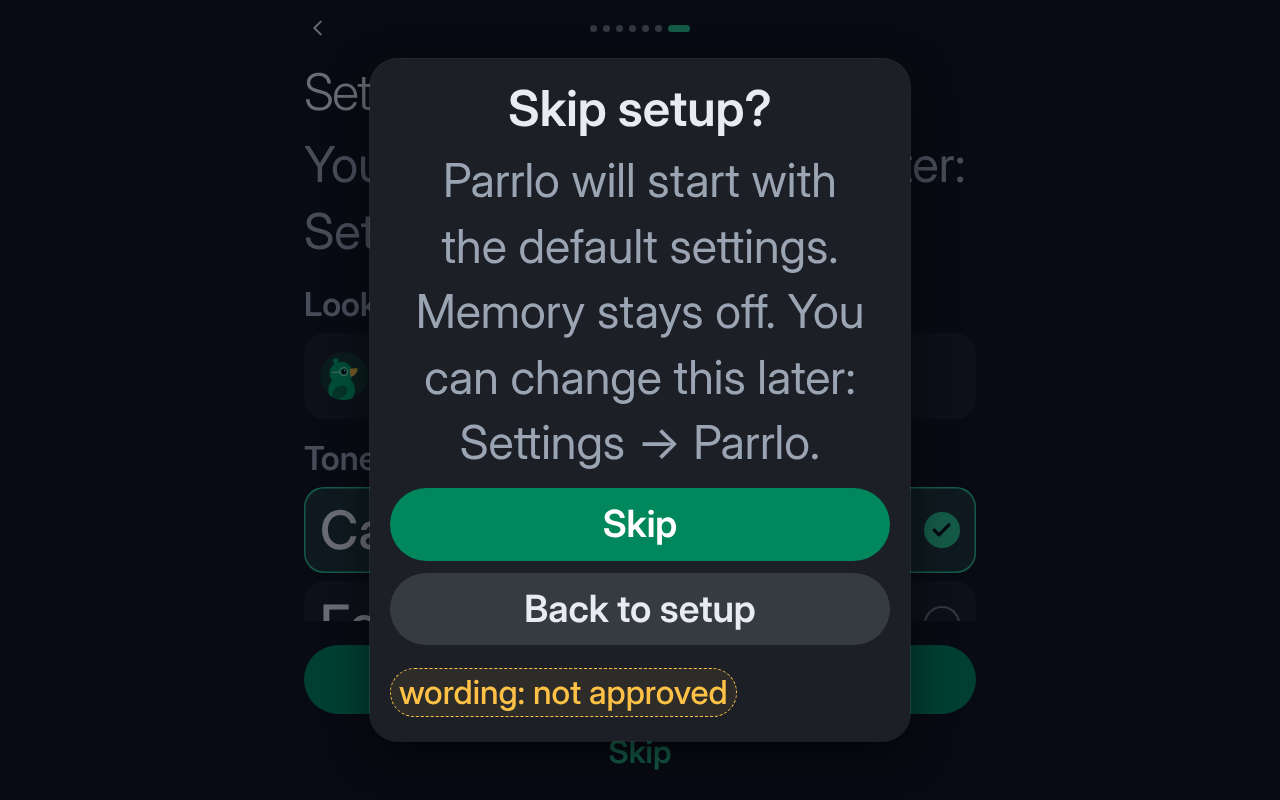 Skip setup?
Parrlo will start with
the default settings.
Memory stays off. You
can change this later:
Settings → Parrlo.
Skip
Back to setup
wording: not approved
Skip